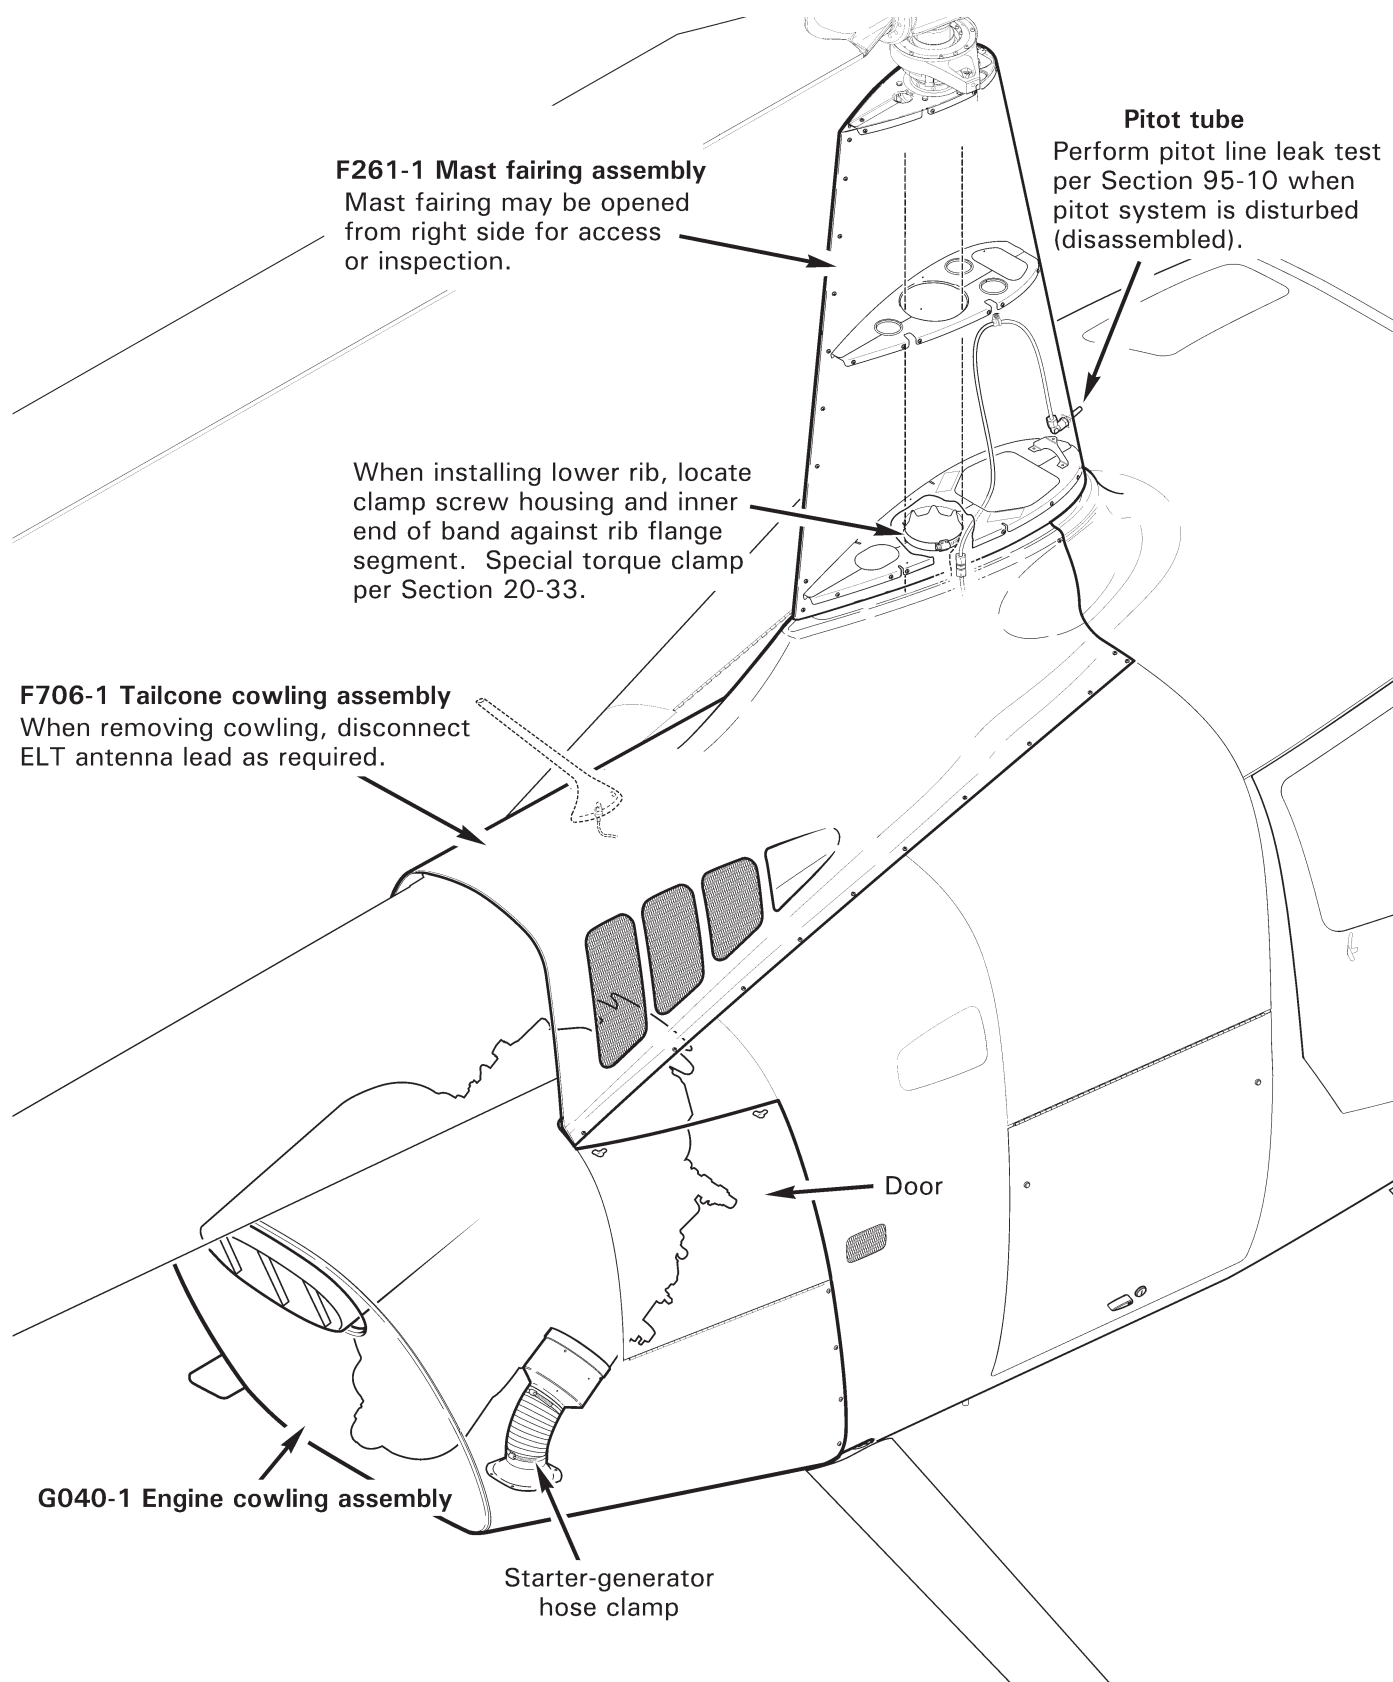 Pitot tube
Perform pitot line leak test
per Section 95-10 when
pitot system is disturbed
(disassembled).
F261-1 Mast fairing assembly
Mast fairing may be opened
from right side for access
or inspection.
When installing lower rib, locate
clamp screw housing and inner
end of band against rib flange
segment.  Special torque clamp
per Section 20-33.
F706-1 Tailcone cowling assembly
When removing cowling, disconnect
ELT antenna lead as required.
Door
G040-1 Engine cowling assembly
Starter-generator
hose clamp